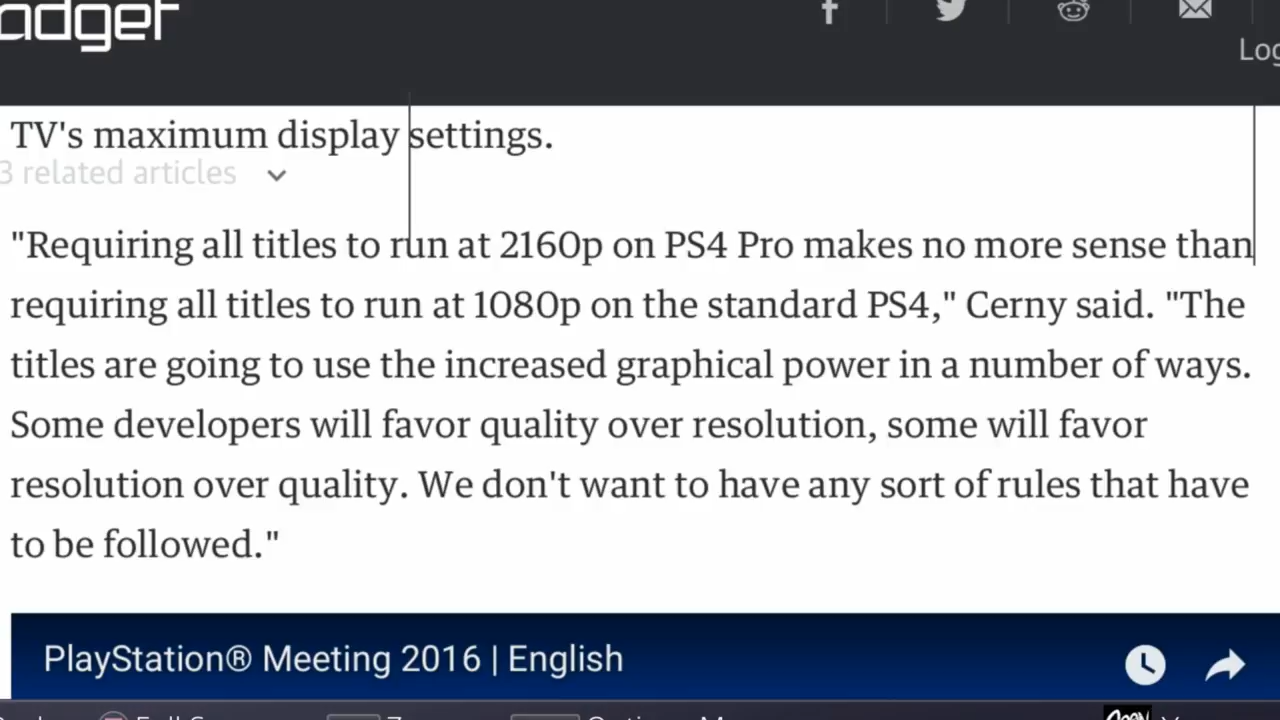 adget
Log
TV's maximum display settings.
3 related articles
"Requiring all titles to run at 2160p on PS4 Pro makes no more sense than
requiring all titles to run at 1080p on the standard PS4," Cerny said. "The
titles are going to use the increased graphical power in a number of ways.
Some developers will favor quality over resolution, some will favor
resolution over quality. We don't want to have any sort of rules that have
to be followed."
PlayStation® Meeting 2016 | English